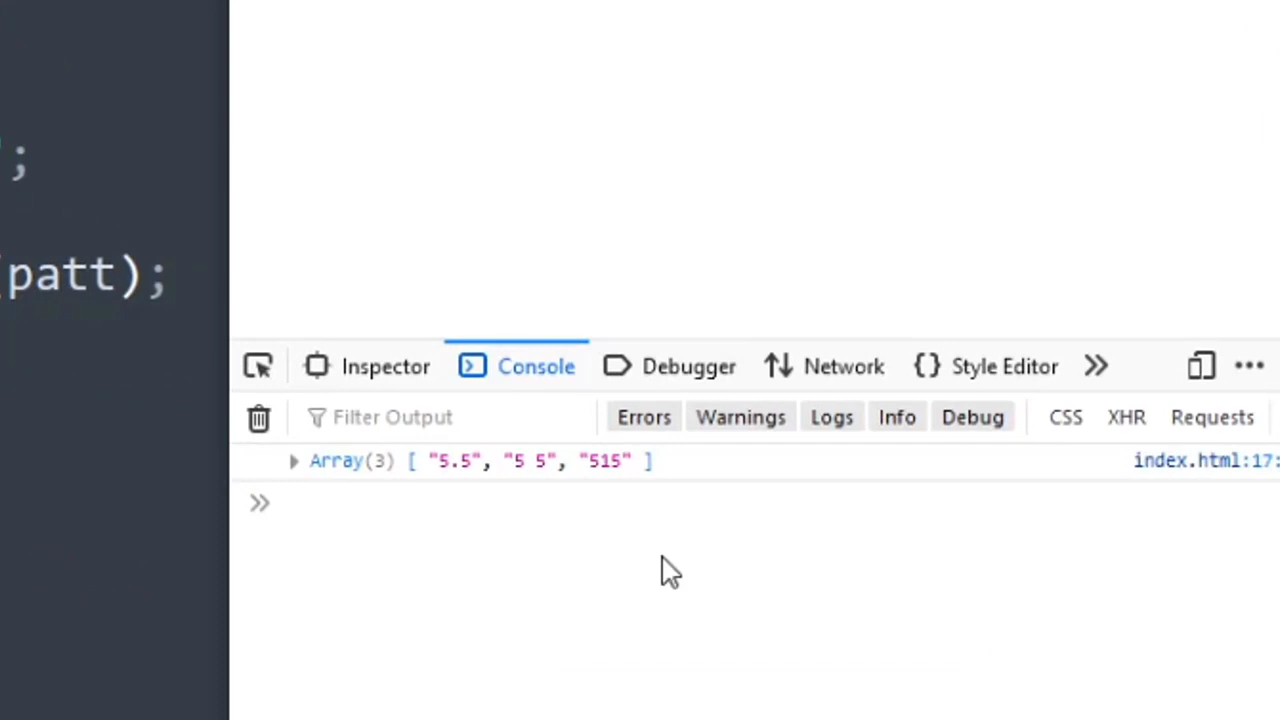 ";
(patt);
Inspector Console Debugger Network {} Style Editor >>
Filter Output Errors Warnings Logs Info Debug CSS XHR Requests
Array(3) [ "5.5", "5 5", "515" ] index.html:17:
>>